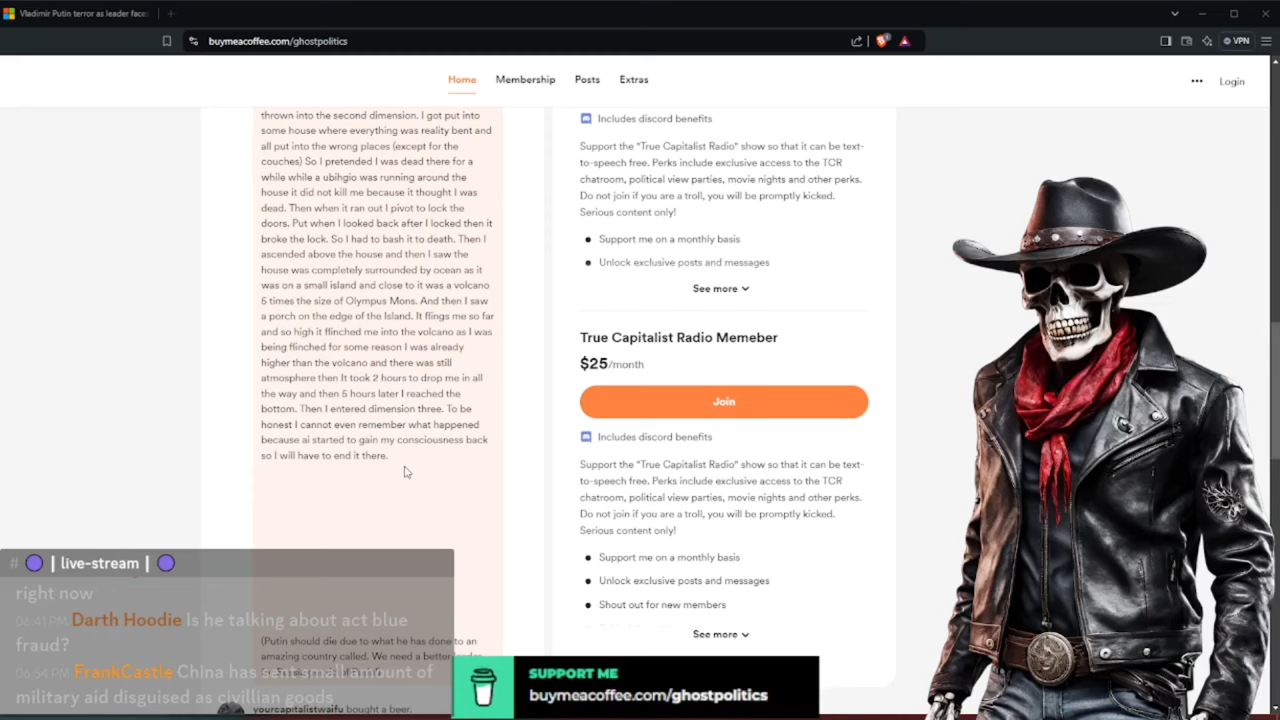 Vladimir Putin terror as leader face
buymeacoffee.com/ghostpolitics
VPN
Home
Membership
Posts
Extras
Login
thrown into the second dimension. I got put into
some house where everything was reality bent and
all put into the wrong places (except for the
couches) So I pretended I was dead there for a
while while a ubihgio was running around the
house it did not kill me because it thought I was
dead. Then when it ran out I pivot to lock the
doors. Put when I looked back after I locked then it
broke the lock. So I had to bash it to death. Then I
ascended above the house and then I saw the
house was completely surrounded by ocean as it
was on a small island and close to it was a volcano
5 times the size of Olympus Mons. And then I saw
a porch on the edge of the Island. It flings me so far
and so high it flinched me into the volcano as I was
being flinched for some reason I was already
higher than the volcano and there was still
atmosphere then It took 2 hours to drop me in all
the way and then 5 hours later I reached the
bottom. Then I entered dimension three. To be
honest I cannot even remember what happened
because ai started to gain my consciousness back
so I will have to end it there.
(Putin should die due to what he has done to an
amazing country called. We need a better
yourcapitalistwaifu bought a beer.
Includes discord benefits
Support the "True Capitalist Radio" show so that it can be text-
to-speech free. Perks include exclusive access to the TCR
chatroom, political view parties, movie nights and other perks.
Do not join if you are a troll, you will be promptly kicked.
Serious content only!
Support me on a monthly basis
Unlock exclusive posts and messages
See more
True Capitalist Radio Memeber
$25/month
Join
Includes discord benefits
Support the "True Capitalist Radio" show so that it can be text-
to-speech free. Perks include exclusive access to the TCR
chatroom, political view parties, movie nights and other perks.
Do not join if you are a troll, you will be promptly kicked.
Serious content only!
Support me on a monthly basis
Unlock exclusive posts and messages
Shout out for new members
See more
# | live-stream |
right now
06:41 PM Darth Hoodie Is he talking about act blue
fraud?
06:54 PM FrankCastle China has sent small amount of
military aid disguised as civillian goods
SUPPORT ME
buymeacoffee.com/ghostpolitics